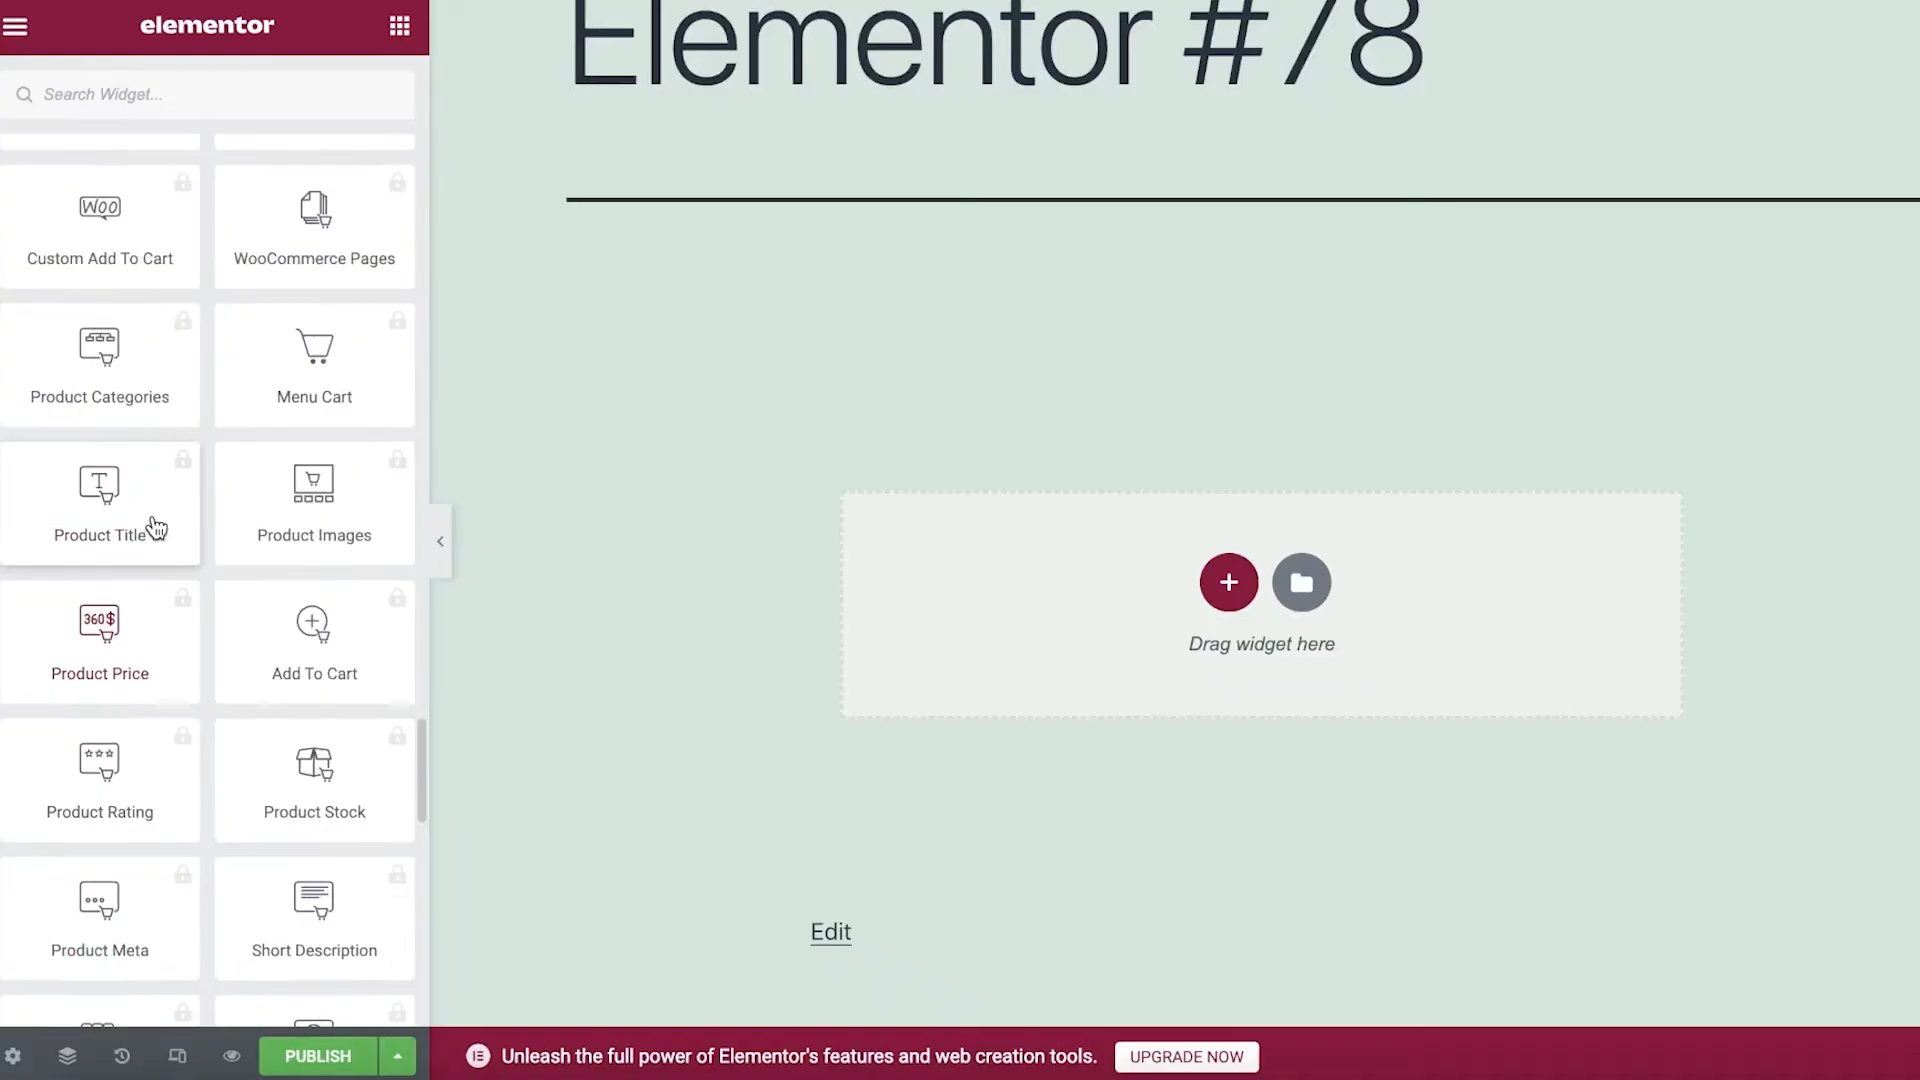 elementor
Search Widget...
Elementor #78
WOO
Custom Add To Cart
WooCommerce Pages
Product Categories
Menu Cart
T
Product Title
Product Images
360$
Product Price
Add To Cart
Product Rating
Product Stock
Product Meta
Short Description
Drag widget here
Edit
PUBLISH
Unleash the full power of Elementor's features and web creation tools.
UPGRADE NOW